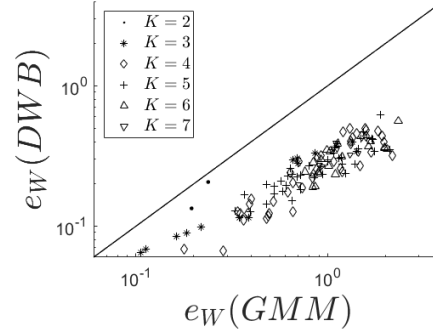 K = 2
K = 3
K = 4
K = 5
K = 6
K = 7
10^0
10^{-1}
e_W(DWB)
10^{-1} 10^0
e_W(GMM)